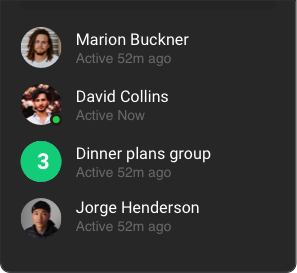 Marion Buckner
Active 52m ago
David Collins
Active Now
3
Dinner plans group
Active 52m ago
Jorge Henderson
Active 52m ago